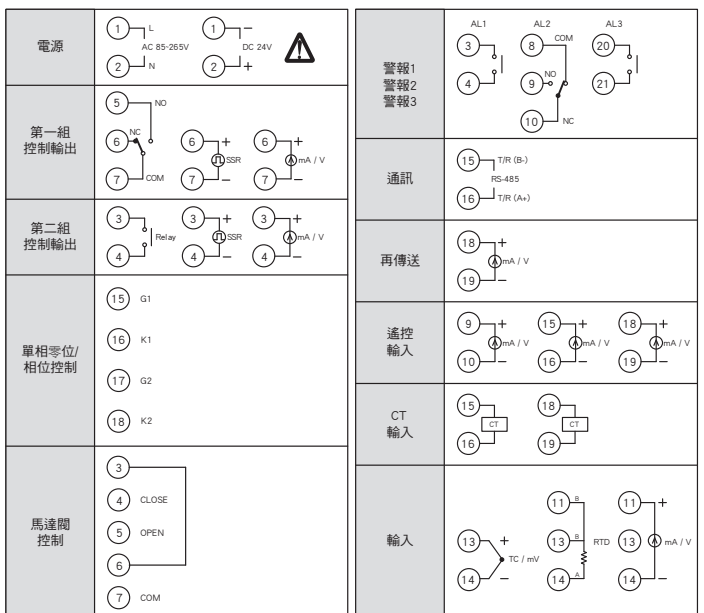 電源
1 L 1 −
AC 85-265V DC 24V
2 N 2 +
第一組
控制輸出
5 NO
6 NC 6 + 6 +
SSR mA / V
7 COM 7 − 7 −
第二組
控制輸出
3 3 + 3 +
Relay SSR mA / V
4 4 − 4 −
單相零位/
相位控制
15 G1
16 K1
17 G2
18 K2
馬達閥
控制
3
4 CLOSE
5 OPEN
6
7 COM
警報1
警報2
警報3
AL1 AL2 AL3
3 8 COM 20
4 9 NO 21
10 NC
通訊
15 T/R (B-)
RS-485
16 T/R (A+)
再傳送
18 +
mA / V
19 −
遙控
輸入
9 + 15 + 18 +
mA / V mA / V mA / V
10 − 16 − 19 −
CT
輸入
15 18
CT CT
16 19
輸入
11 B 11 +
13 + 13 B RTD 13 mA / V
TC / mV
14 − 14 A 14 −